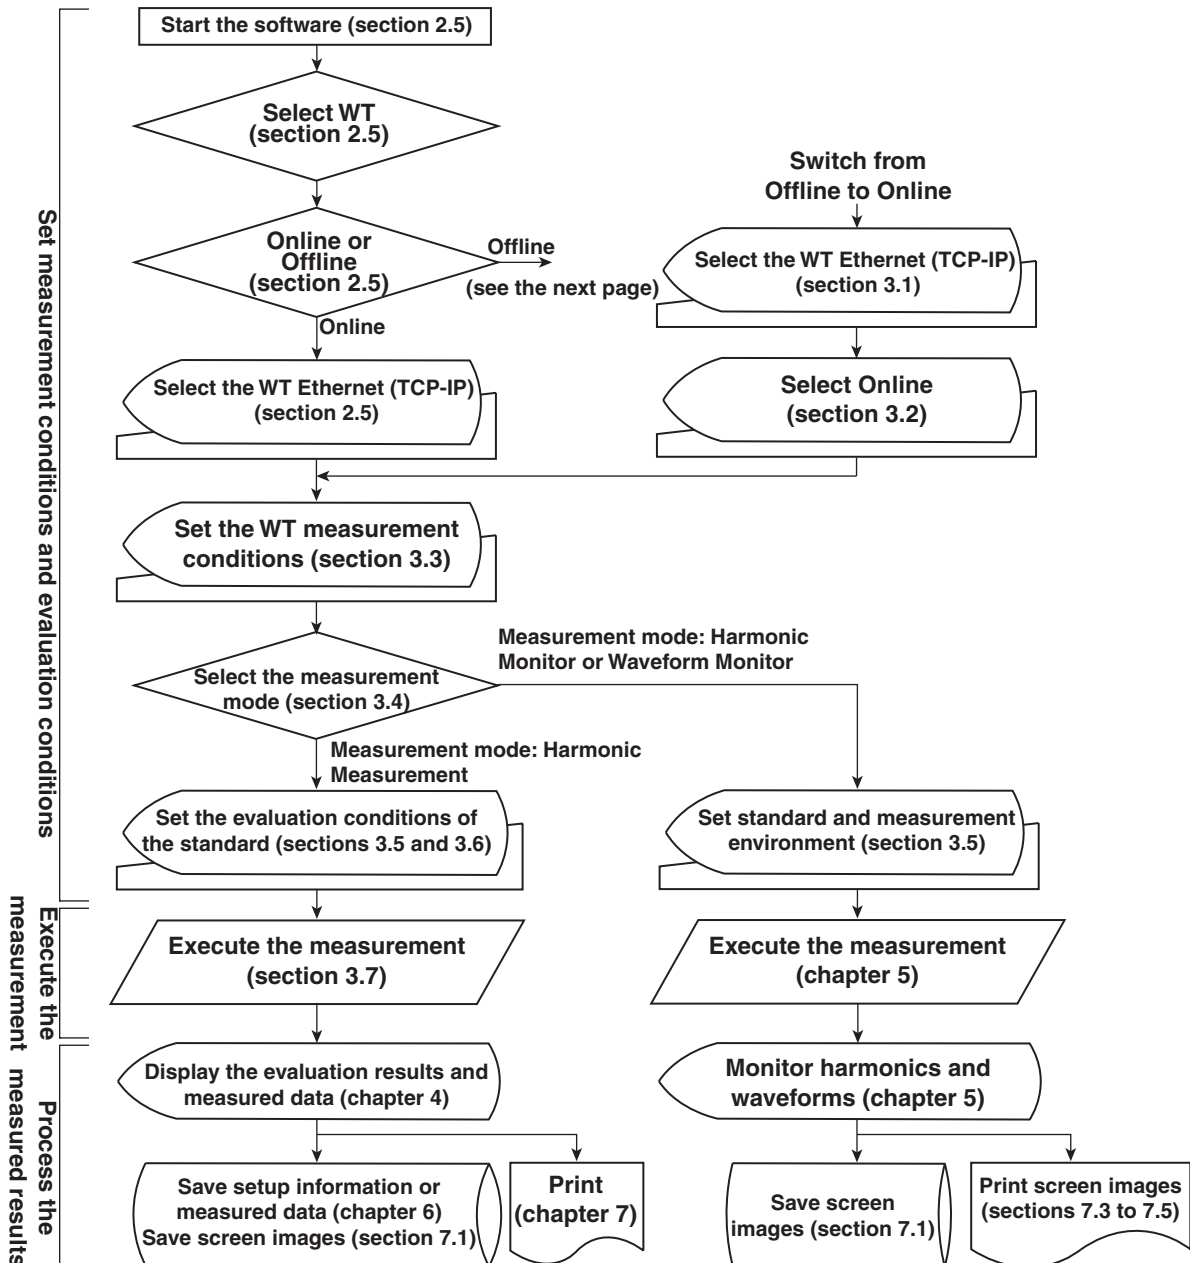 Start the software (section 2.5)
Select WT
(section 2.5)
Online or
Offline
(section 2.5)
Offline
(see the next page)
Online
Select the WT Ethernet (TCP-IP)
(section 2.5)
Switch from
Offline to Online
Select the WT Ethernet (TCP-IP)
(section 3.1)
Select Online
(section 3.2)
Set the WT measurement
conditions (section 3.3)
Select the measurement
mode (section 3.4)
Measurement mode: Harmonic
Monitor or Waveform Monitor
Measurement mode: Harmonic
Measurement
Set the evaluation conditions of
the standard (sections 3.5 and 3.6)
Set standard and measurement
environment (section 3.5)
Set measurement conditions and evaluation conditions
Execute the measurement
(section 3.7)
Execute the measurement
(chapter 5)
Execute the
measurement
Display the evaluation results and
measured data (chapter 4)
Monitor harmonics and
waveforms (chapter 5)
Save setup information or
measured data (chapter 6)
Save screen images (section 7.1)
Print
(chapter 7)
Save screen
images (section 7.1)
Print screen images
(sections 7.3 to 7.5)
Process the
measured results